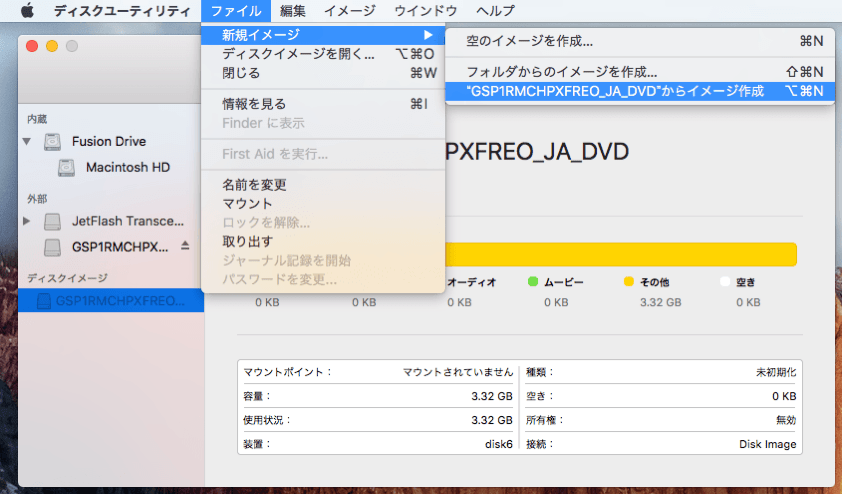 ディスクユーティリティ ファイル 編集 イメージ ウインドウ ヘルプ
新規イメージ ▶
ディスクイメージを開く... ⌥⌘O
閉じる ⌘W
情報を見る ⌘I
Finder に表示
First Aid を実行...
名前を変更
マウント
ロックを解除...
取り出す
ジャーナル記録を開始
パスワードを変更...
空のイメージを作成... ⌘N
フォルダからのイメージを作成... ⇧⌘N
“GSP1RMCHPXFREO_JA_DVD”からイメージ作成 ⌥⌘N
内蔵
Fusion Drive
Macintosh HD
外部
JetFlash Transce...
GSP1RMCHPX...
ディスクイメージ
GSP1RMCHPXFREO...
PXFREO_JA_DVD
オーディオ ムービー その他 空き
0 KB 0 KB 0 KB 0 KB 3.32 GB 0 KB
マウントポイント： マウントされていません
容量： 3.32 GB
使用状況： 3.32 GB
装置： disk6
種類： 未初期化
空き： 0 KB
所有権： 無効
接続： Disk Image